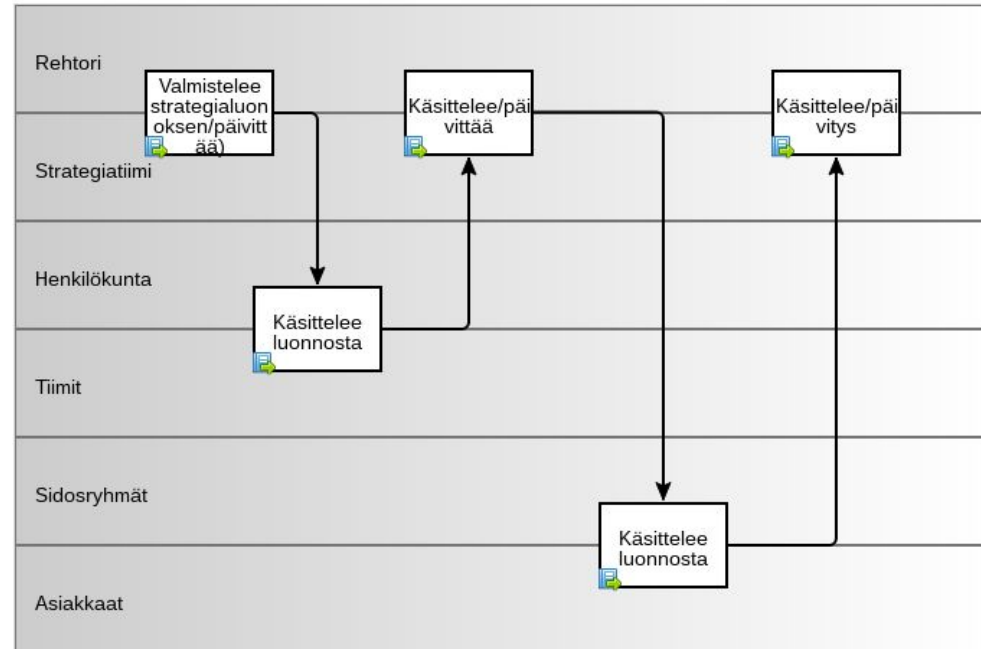 Rehtori
Valmistelee
strategialuon
oksen/päivitt
ää)
Käsittelee/päi
vittää
Käsittelee/päi
vitys
Strategiatiimi
Henkilökunta
Käsittelee
luonnosta
Tiimit
Sidosryhmät
Käsittelee
luonnosta
Asiakkaat